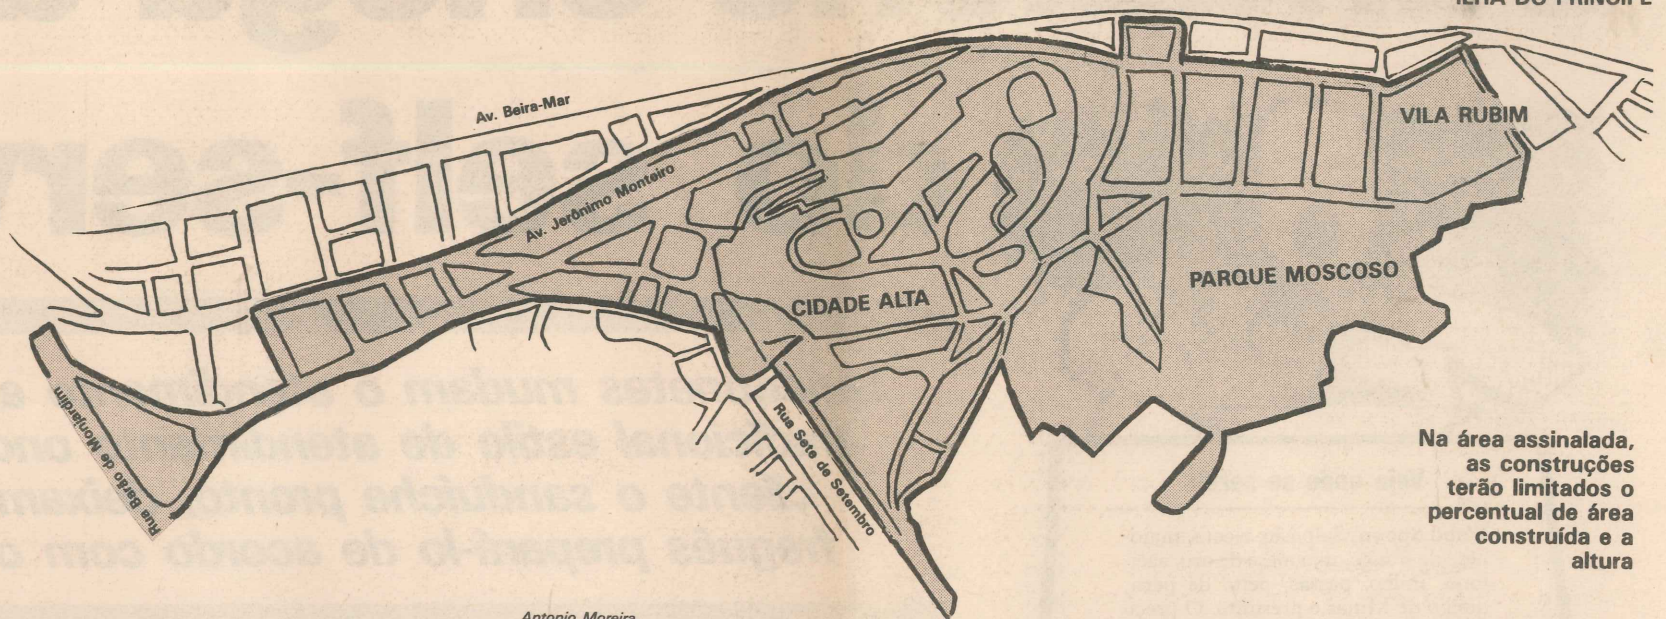 ILHA DO PRÍNCIPE
Av. Beira-Mar
VILA RUBIM
Av. Jerônimo Monteiro
PARQUE MOSCOSO
CIDADE ALTA
Rua Barão de Monjardim
Rua Sete de Setembro
Na área assinalada,
as construções
terão limitados o
percentual de área
construída e a
altura
Antonio Moreira